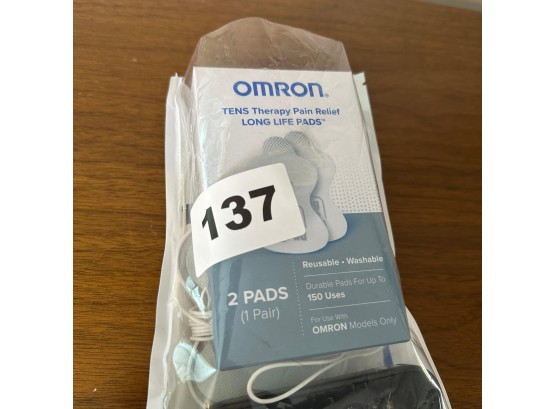 OMRON®
TENS Therapy Pain Relief
LONG LIFE PADS™
137
Reusable • Washable
2 PADS
(1 Pair)
Durable Pads For Up To
150 Uses
For Use With
OMRON Models Only